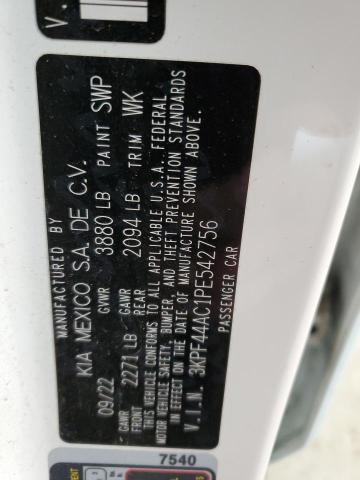 V.
MANUFACTURED BY
KIA MEXICO S.A. DE C.V.
09/22 GVWR 3880 LB PAINT SWP
GAWR FRONT 2271 LB GAWR REAR 2094 LB TRIM WK
THIS VEHICLE CONFORMS TO ALL APPLICABLE U.S.A. FEDERAL
MOTOR VEHICLE SAFETY, BUMPER, AND THEFT PREVENTION STANDARDS
IN EFFECT ON THE DATE OF MANUFACTURE SHOWN ABOVE.
V.I.N. 3KPF44AC1PE542756
PASSENGER CAR
7540